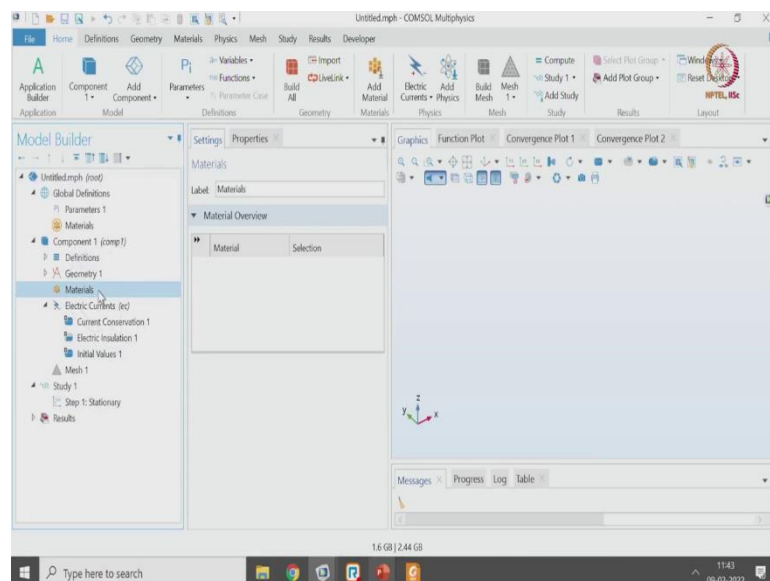 Untitled.mph - COMSOL Multiphysics
File Home Definitions Geometry Materials Physics Mesh Study Results Developer
Application Builder
Component 1
Add Component
Parameters
Variables
Functions
Parameter Case
Build All
Import
LiveLink
Add Material
Electric Currents
Add Physics
Build Mesh
Mesh 1
Compute
Study 1
Add Study
Select Plot Group
Add Plot Group
Reset Desktop
NPTEL, IISc
Application Model Definitions Geometry Materials Physics Mesh Study Results Layout
Model Builder
Untitled.mph (root)
Global Definitions
Pi Parameters 1
Materials
Component 1 (comp1)
Definitions
Geometry 1
Materials
Electric Currents (ec)
Current Conservation 1
Electric Insulation 1
Initial Values 1
Mesh 1
Study 1
Step 1: Stationary
Results
Settings Properties
Materials
Label: Materials
Material Overview
Material Selection
Graphics Function Plot Convergence Plot 1 Convergence Plot 2
z
y x
Messages Progress Log Table
1.6 GB | 2.44 GB
Type here to search
11:43
09-02-2022